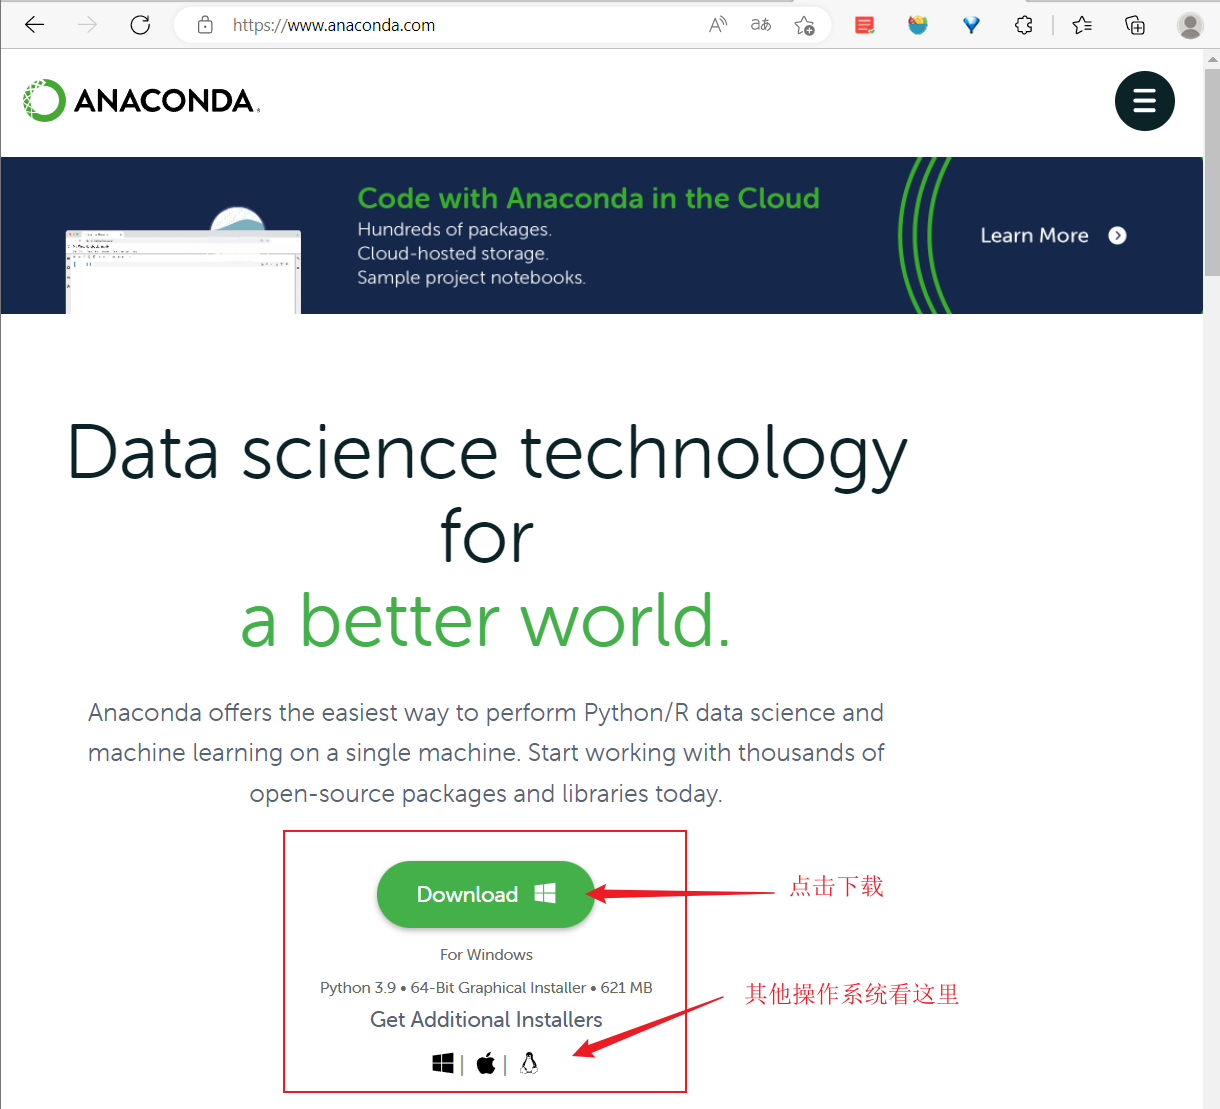 https://www.anaconda.com
ANACONDA
Code with Anaconda in the Cloud
Hundreds of packages.
Cloud-hosted storage.
Sample project notebooks.
Learn More
Data science technology
for
a better world.
Anaconda offers the easiest way to perform Python/R data science and
machine learning on a single machine. Start working with thousands of
open-source packages and libraries today.
Download
点击下载
For Windows
Python 3.9 • 64-Bit Graphical Installer • 621 MB
其他操作系统看这里
Get Additional Installers